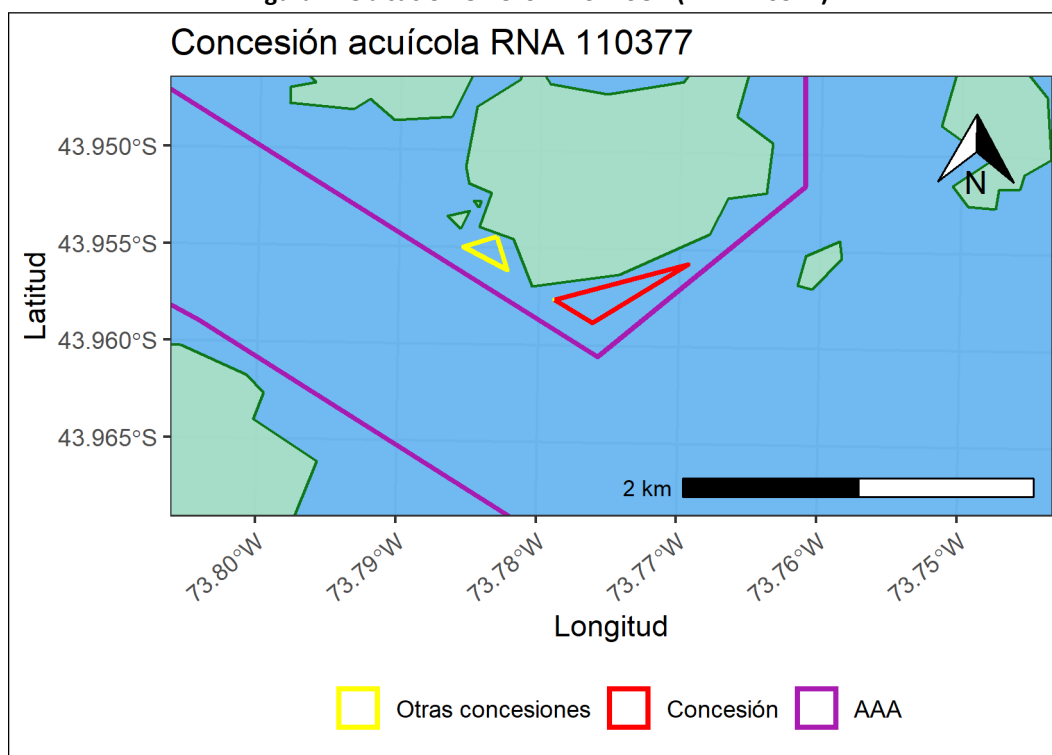 Concesión acuícola RNA 110377
43.950°S
43.955°S
43.960°S
43.965°S
Latitud
N
2 km
73.80°W
73.79°W
73.78°W
73.77°W
73.76°W
73.75°W
Longitud
Otras concesiones
Concesión
AAA